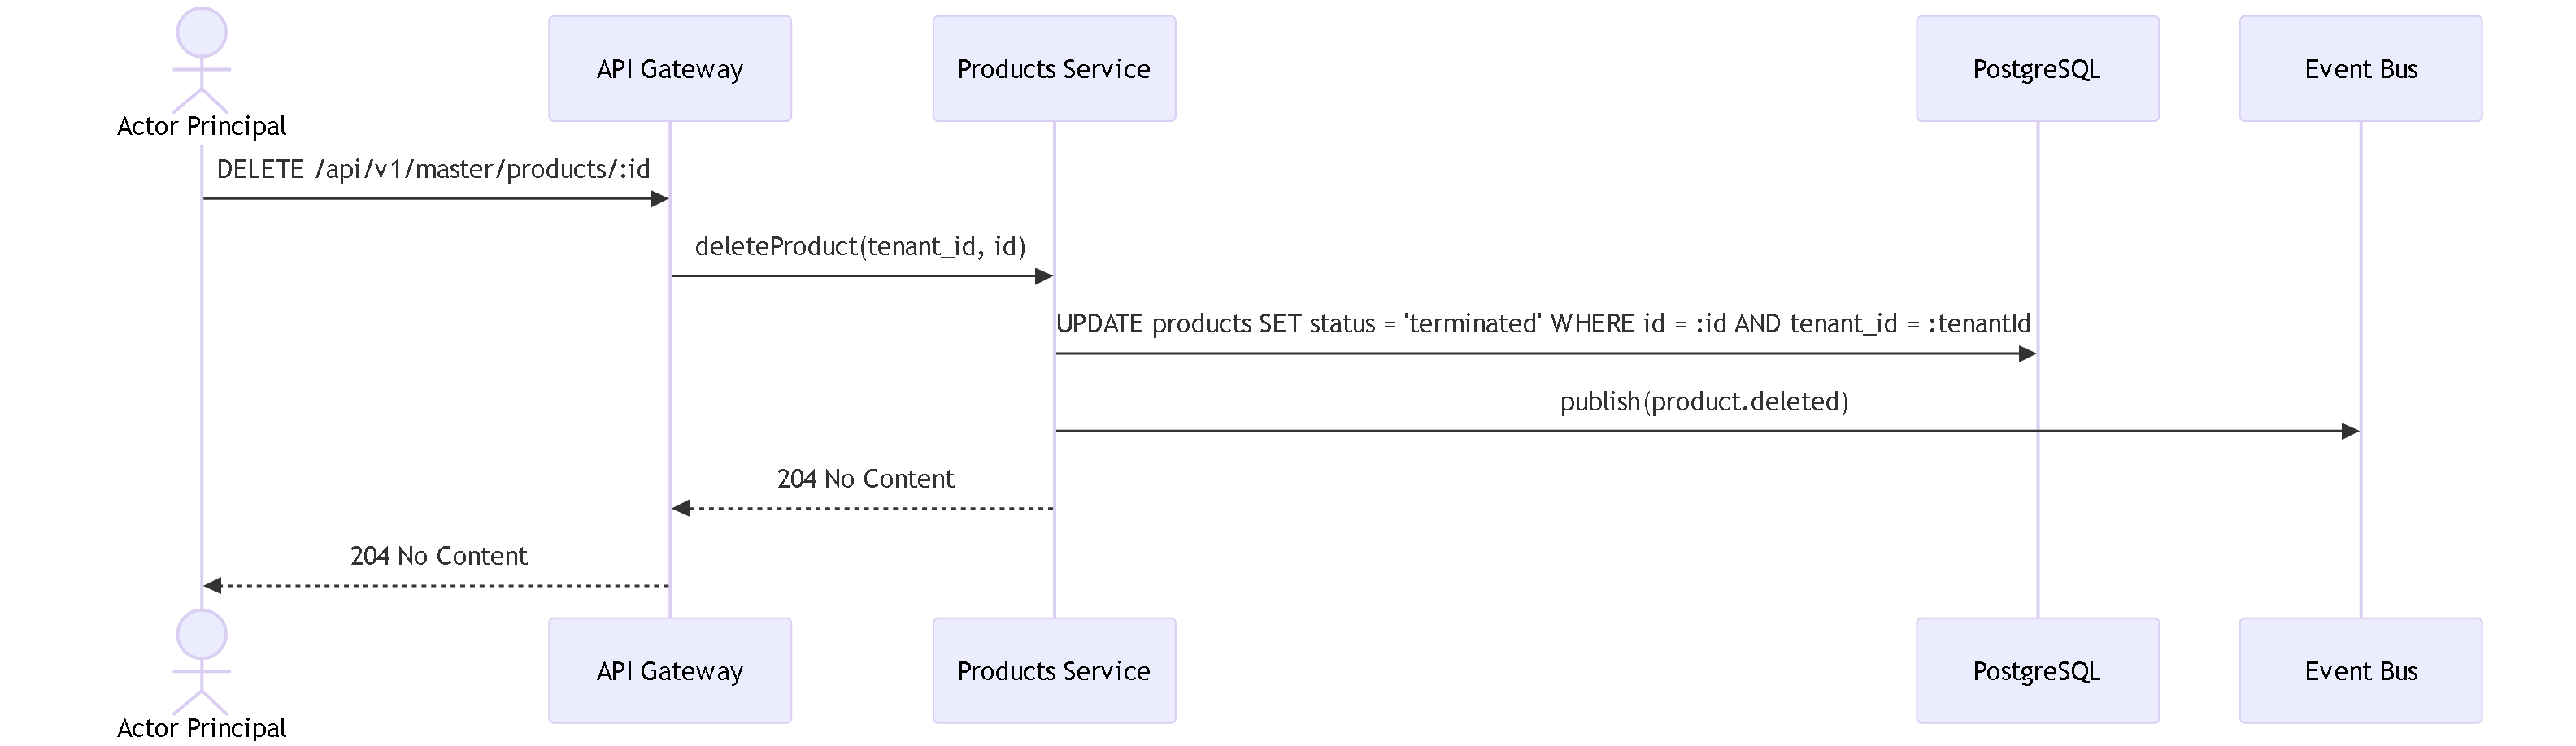 Actor Principal
API Gateway
Products Service
PostgreSQL
Event Bus
DELETE /api/v1/master/products/:id
deleteProduct(tenant_id, id)
UPDATE products SET status = 'terminated' WHERE id = :id AND tenant_id = :tenantId
publish(product.deleted)
204 No Content
204 No Content
Actor Principal
API Gateway
Products Service
PostgreSQL
Event Bus